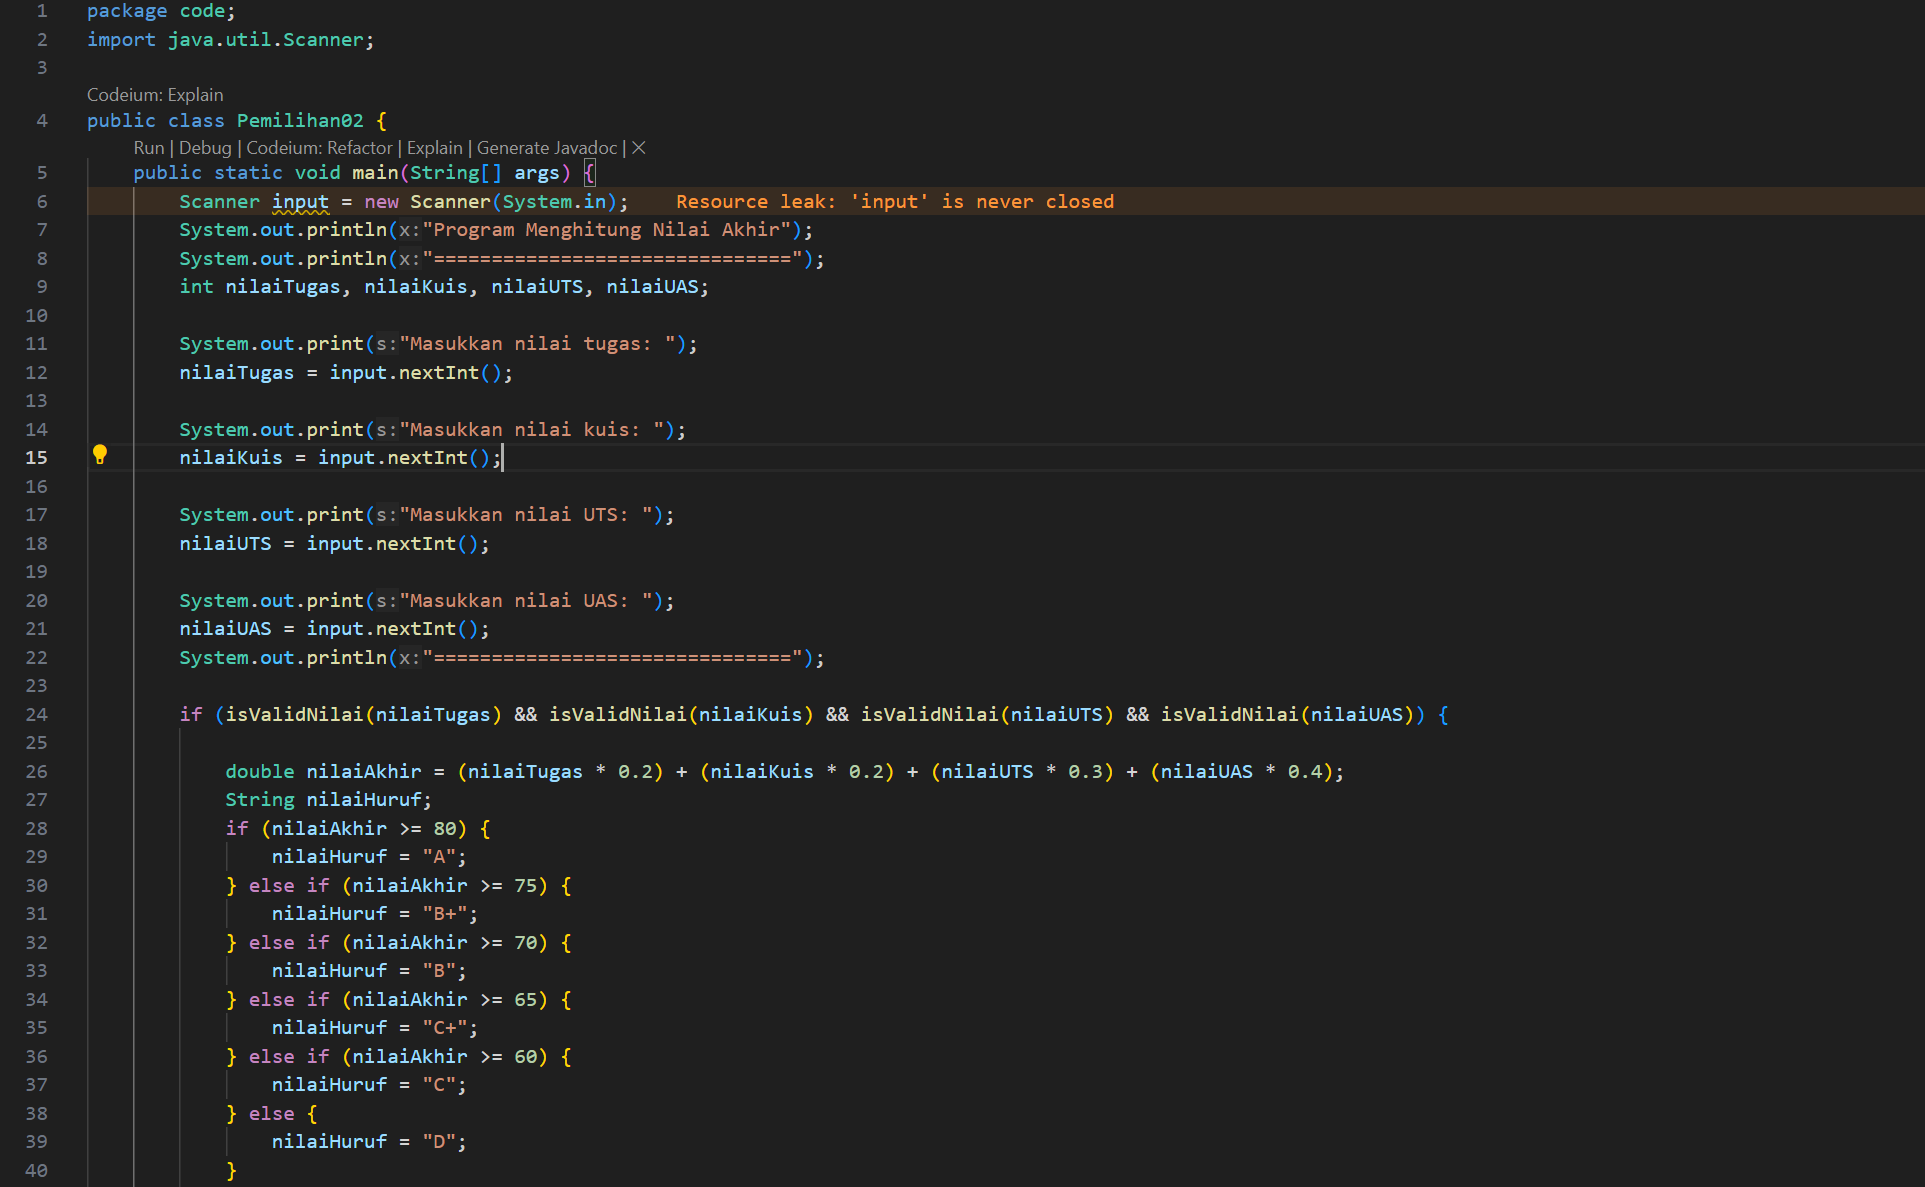 1 package code;
2 import java.util.Scanner;
3
Codeium: Explain
4 public class Pemilihan02 {
Run | Debug | Codeium: Refactor | Explain | Generate Javadoc | ×
5 public static void main(String[] args) {
6 Scanner input = new Scanner(System.in); Resource leak: 'input' is never closed
7 System.out.println(x:"Program Menghitung Nilai Akhir");
8 System.out.println(x:"===============================");
9 int nilaiTugas, nilaiKuis, nilaiUTS, nilaiUAS;
10
11 System.out.print(s:"Masukkan nilai tugas: ");
12 nilaiTugas = input.nextInt();
13
14 System.out.print(s:"Masukkan nilai kuis: ");
15 nilaiKuis = input.nextInt();
16
17 System.out.print(s:"Masukkan nilai UTS: ");
18 nilaiUTS = input.nextInt();
19
20 System.out.print(s:"Masukkan nilai UAS: ");
21 nilaiUAS = input.nextInt();
22 System.out.println(x:"===============================");
23
24 if (isValidNilai(nilaiTugas) && isValidNilai(nilaiKuis) && isValidNilai(nilaiUTS) && isValidNilai(nilaiUAS)) {
25
26 double nilaiAkhir = (nilaiTugas * 0.2) + (nilaiKuis * 0.2) + (nilaiUTS * 0.3) + (nilaiUAS * 0.4);
27 String nilaiHuruf;
28 if (nilaiAkhir >= 80) {
29 nilaiHuruf = "A";
30 } else if (nilaiAkhir >= 75) {
31 nilaiHuruf = "B+";
32 } else if (nilaiAkhir >= 70) {
33 nilaiHuruf = "B";
34 } else if (nilaiAkhir >= 65) {
35 nilaiHuruf = "C+";
36 } else if (nilaiAkhir >= 60) {
37 nilaiHuruf = "C";
38 } else {
39 nilaiHuruf = "D";
40 }